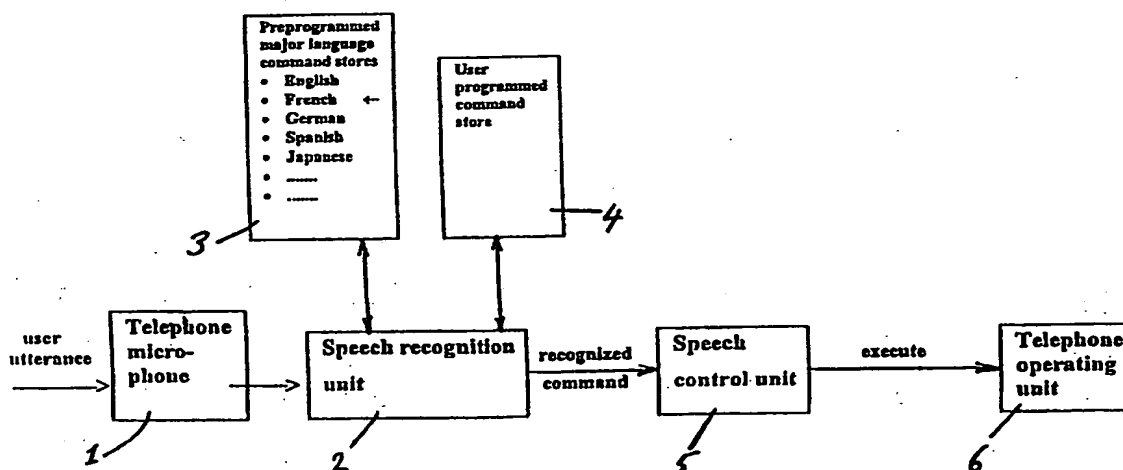 Preprogrammed
major language
command stores
• English
• French ←
• German
• Spanish
• Japanese
• .......
• .......
3
User
programmed
command
store
4
user
utterance
Telephone
micro-
phone
1
Speech recognition
unit
2
recognized
command
Speech
control unit
5
execute
Telephone
operating
unit
6